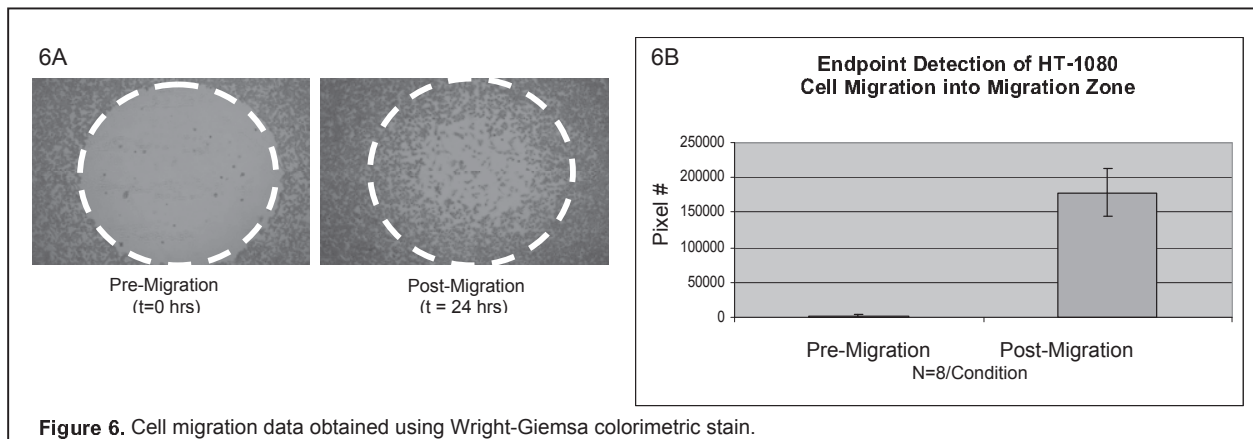 6A
Pre-Migration
(t=0 hrs)
Post-Migration
(t = 24 hrs)
6B
Endpoint Detection of HT-1080
Cell Migration into Migration Zone
Pixel #
250000
200000
150000
100000
50000
0
Pre-Migration
Post-Migration
N=8/Condition
Figure 6. Cell migration data obtained using Wright-Giemsa colorimetric stain.